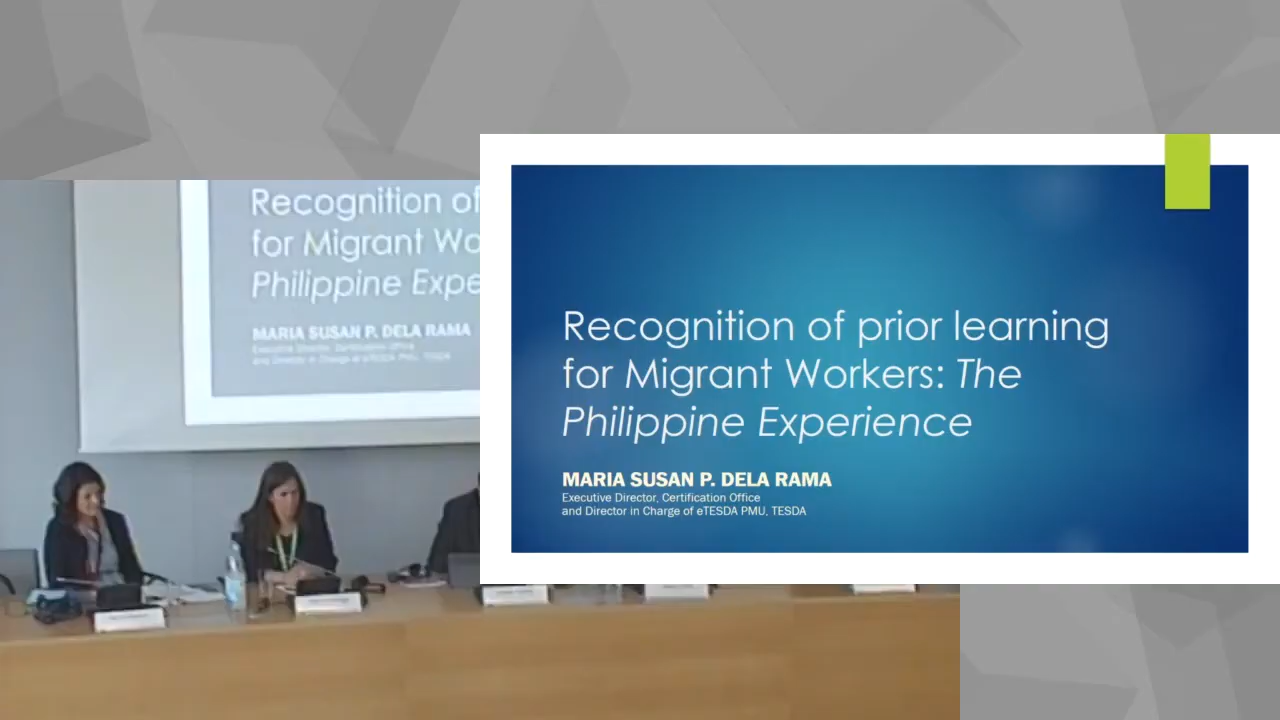 Recognition of
for Migrant Wo
Philippine Expe
MARIA SUSAN P. DELA RAMA
Recognition of prior learning
for Migrant Workers: The
Philippine Experience
MARIA SUSAN P. DELA RAMA
Executive Director, Certification Office
and Director in Charge of eTESDA PMU, TESDA